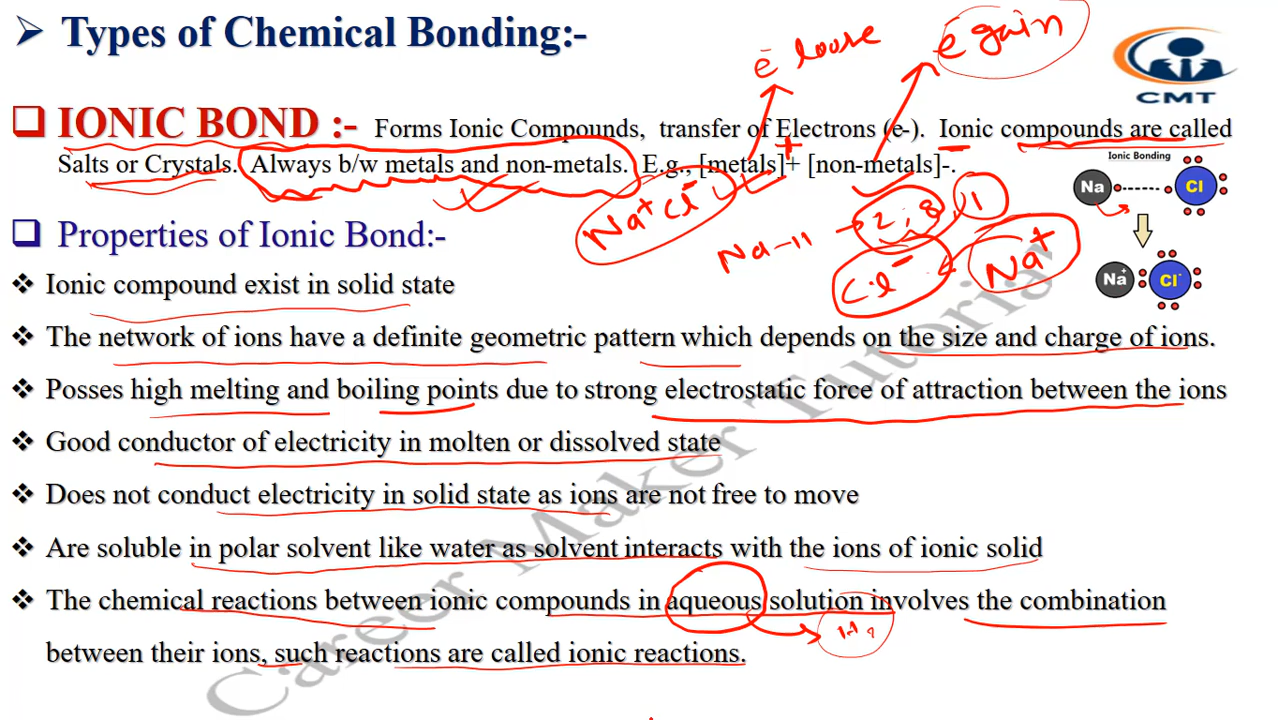 ➤ Types of Chemical Bonding:-
e- loose
e- gain
CMT
❑ IONIC BOND :- Forms Ionic Compounds, transfer of Electrons (e-). Ionic compounds are called
Salts or Crystals. Always b/w metals and non-metals. E.g., [metals]+ [non-metals]-.
+
Ionic Bonding
Na Cl
Na+ Cl-
Na+ Cl-
Na-11 → 2, 8, 1
Cl- Na+
❑ Properties of Ionic Bond:-
❖ Ionic compound exist in solid state
❖ The network of ions have a definite geometric pattern which depends on the size and charge of ions.
❖ Posses high melting and boiling points due to strong electrostatic force of attraction between the ions
❖ Good conductor of electricity in molten or dissolved state
❖ Does not conduct electricity in solid state as ions are not free to move
❖ Are soluble in polar solvent like water as solvent interacts with the ions of ionic solid
❖ The chemical reactions between ionic compounds in aqueous solution involves the combination
between their ions, such reactions are called ionic reactions.
Career Maker Tutorial